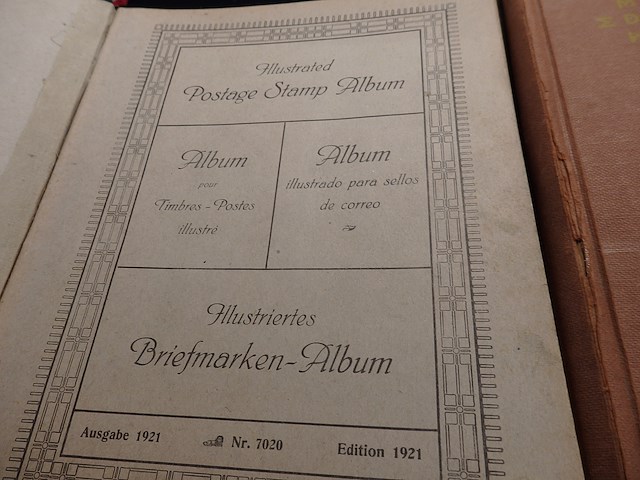 Illustrated
Postage Stamp Album
Album
pour
Timbres-Postes
illustré
Album
illustrado para sellos
de correo
Illustriertes
Briefmarken-Album
Ausgabe 1921
Nr. 7020
Edition 1921